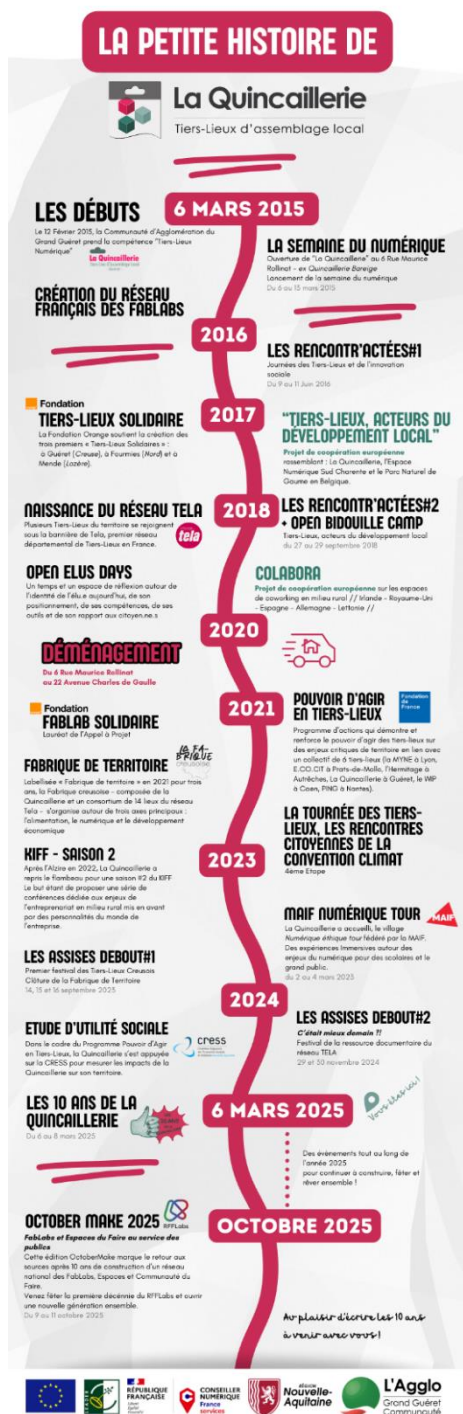 LA PETITE HISTOIRE DE
La Quincaillerie
Tiers-Lieux d'assemblage local
6 MARS 2015
LES DÉBUTS
Le 12 Février 2015, la Communauté d'Agglomération du
Grand Guéret prend la compétence "Tiers-Lieux
Numérique"
La Quincaillerie
LA SEMAINE DU NUMÉRIQUE
Ouverture de "La Quincaillerie" au 6 Rue Maurice
Rollinat - ex Quincaillerie Bareige
Lancement de la semaine du numérique
Du 6 au 13 mars 2015
CRÉATION DU RÉSEAU
FRANÇAIS DES FABLABS
2016
LES RENCONTR'ACTÉES#1
Journées des Tiers-Lieux et de l'innovation
sociale
Du 9 au 11 Juin 2016
2017
Fondation
TIERS-LIEUX SOLIDAIRE
La Fondation Orange soutient la création des
trois premiers « Tiers-Lieux Solidaires » :
à Guéret (Creuse), à Fourmies (Nord) et à
Mende (Lozère).
"TIERS-LIEUX, ACTEURS DU
DÉVELOPPEMENT LOCAL"
Projet de coopération européenne
rassemblant : La Quincaillerie, l'Espace
Numérique Sud Charente et le Parc Naturel de
Gaume en Belgique.
2018
NAISSANCE DU RÉSEAU TELA
Plusieurs Tiers-Lieux du territoire se rejoignent
sous la bannière de Tela, premier réseau
départemental de Tiers-Lieux en France.
tela
LES RENCONTR'ACTÉES#2
+ OPEN BIDOUILLE CAMP
Tiers-Lieux, acteurs du développement local
du 27 au 29 septembre 2018
OPEN ELUS DAYS
Un temps et un espace de réflexion autour de
l'identité de l'élu.e aujourd'hui, de son
positionnement, de ses compétences, de ses
outils et de son rapport aux citoyen.ne.s
COLABORA
Projet de coopération européenne sur les espaces
de coworking en milieu rural // Irlande - Royaume-Uni
- Espagne - Allemagne - Lettonie //
2020
DÉMÉNAGEMENT
Du 6 Rue Maurice Rollinat
au 22 Avenue Charles de Gaulle
2021
Fondation
FABLAB SOLIDAIRE
Lauréat de l'Appel à Projet
POUVOIR D'AGIR
EN TIERS-LIEUX
Fondation
de
France
Programme d'actions qui démontre et
renforce le pouvoir d'agir des tiers-lieux sur
des enjeux critiques de territoire en lien avec
un collectif de 6 tiers-lieux (la MYNE à Lyon,
E.CO.CIT à Prats-de-Mollo, l'Hermitage à
Autrêches, La Quincaillerie à Guéret, le WIP
à Caen, PING à Nantes).
LA FA-
BRIQUE
creusoise
FABRIQUE DE TERRITOIRE
Labellisée « Fabrique de territoire » en 2021 pour trois
ans, la Fabrique creusoise - composée de la
Quincaillerie et un consortium de 14 lieux du réseau
Tela - s'organise autour de trois axes principaux :
l'alimentation, le numérique et le développement
économique
LA TOURNÉE DES TIERS-
LIEUX, LES RENCONTRES
CITOYENNES DE LA
CONVENTION CLIMAT
4ème Etape
2023
KIFF - SAISON 2
Après l'Alzire en 2022, La Quincaillerie a
repris le flambeau pour une saison #2 du KIFF
Le but étant de proposer une série de
conférences dédiée aux enjeux de
l'entreprenariat en milieu rural mis en avant
par des personnalités du monde de
l'entreprise.
MAIF NUMÉRIQUE TOUR
MAIF
La Quincaillerie a accueilli, le village
Numérique éthique tour fédéré par la MAIF.
Des expériences Immersives autour des
enjeux du numérique pour des scolaires et le
grand public.
du 2 au 4 mars 2023
LES ASSISES DEBOUT#1
Premier festival des Tiers-Lieux Creusois
Clôture de la Fabrique de Territoire
14, 15 et 16 septembre 2023
2024
ETUDE D'UTILITÉ SOCIALE
Dans le cadre du Programme Pouvoir d'Agir
en Tiers-Lieux, la Quincaillerie s'est appuyée
sur la CRESS pour mesurer les impacts de la
Quincaillerie sur son territoire.
cress
LES ASSISES DEBOUT#2
C'était mieux demain ?!
Festival de la ressource documentaire du
réseau TELA
29 et 30 novembre 2024
6 MARS 2025
Vous êtes ici !
LES 10 ANS DE LA
QUINCAILLERIE
Du 6 au 8 mars 2025
Des évènements tout au long de
l'année 2025
pour continuer à construire, fêter et
rêver ensemble !
OCTOBRE 2025
OCTOBER MAKE 2025
RFFLabs
FabLabs et Espaces du Faire au service des
publics
Cette édition OctoberMake marque le retour aux
sources après 10 ans de construction d'un réseau
national des FabLabs, Espaces et Communauté du
Faire.
Venez fêter la première décennie du RFFLabs et ouvrir
une nouvelle génération ensemble.
Du 9 au 11 octobre 2025
Au plaisir d'écrire les 10 ans
à venir avec vous !
RÉPUBLIQUE
FRANÇAISE
CONSEILLER
NUMÉRIQUE
France
services
RÉGION
Nouvelle-
Aquitaine
L'Agglo
Grand Guéret
Communauté